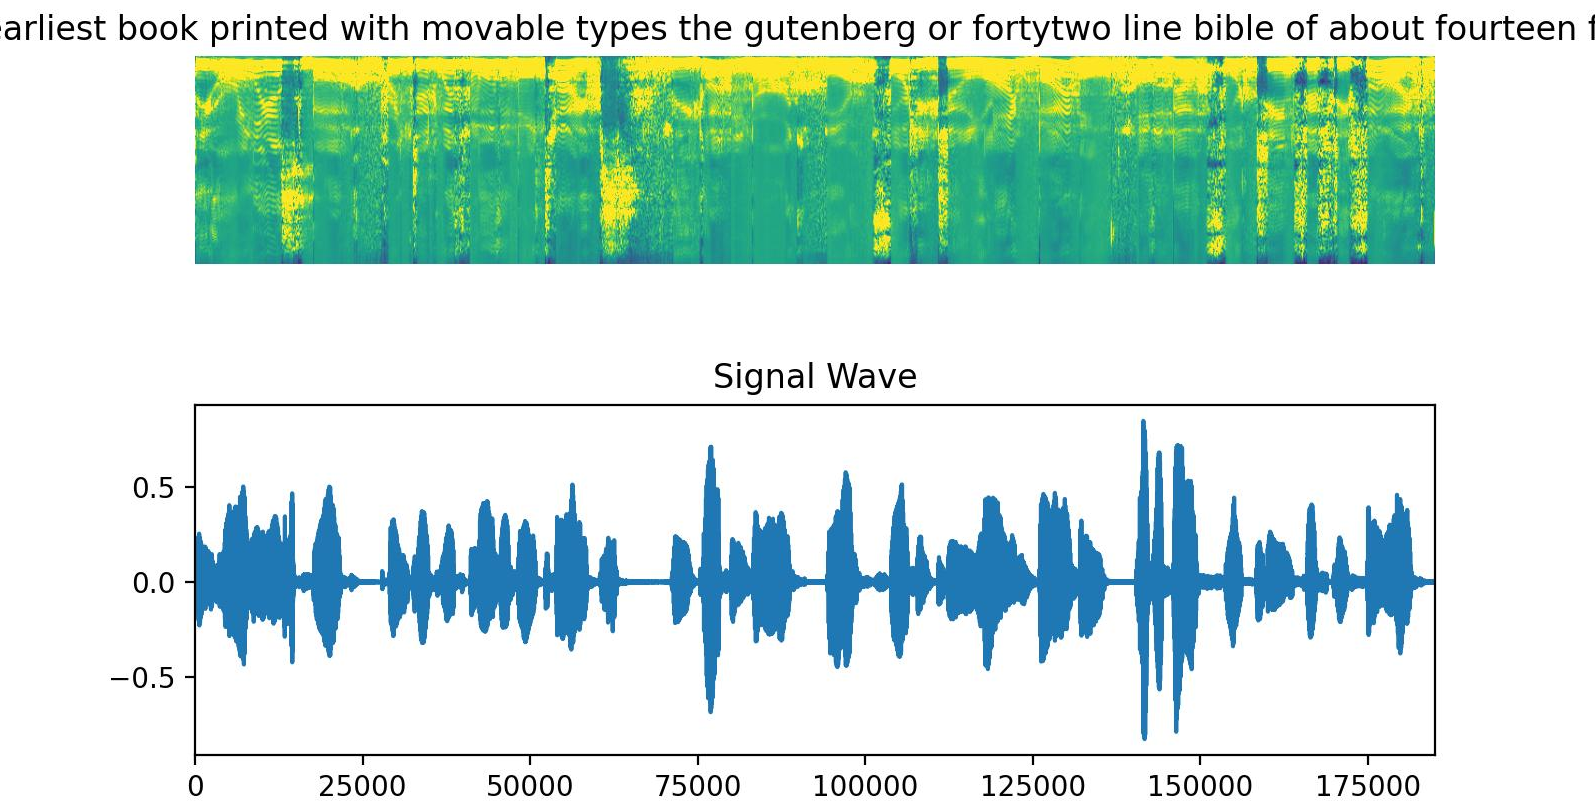 earliest book printed with movable types the gutenberg or fortytwo line bible of about fourteen
Signal Wave
0.5
0.0
−0.5
0 25000 50000 75000 100000 125000 150000 175000